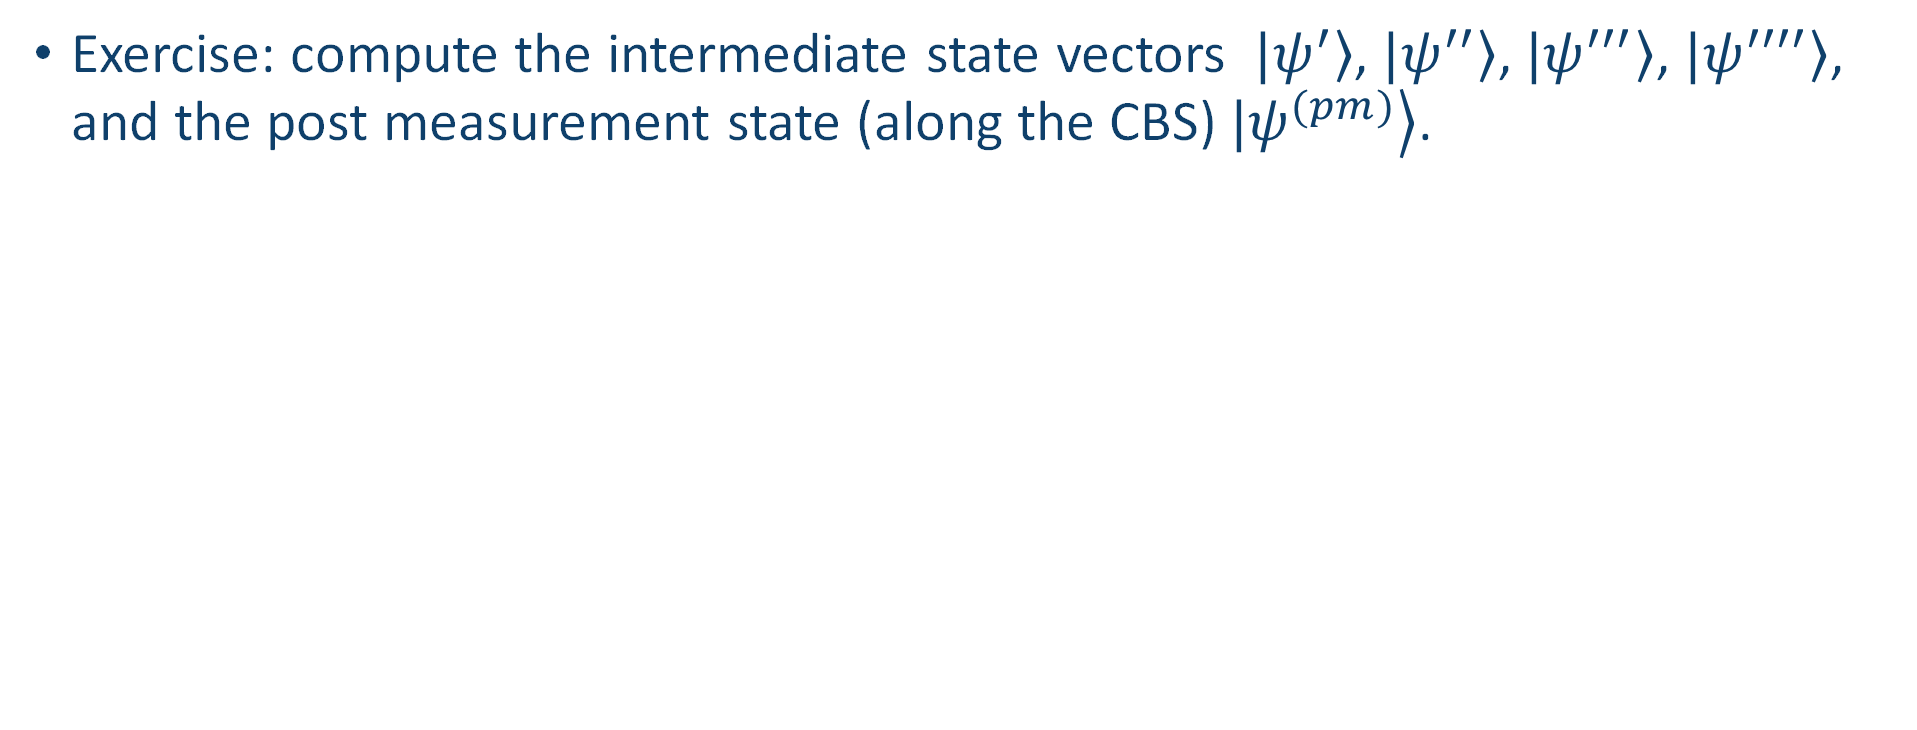 • Exercise: compute the intermediate state vectors |ψ′⟩, |ψ′′⟩, |ψ′′′⟩, |ψ′′′′⟩,
and the post measurement state (along the CBS) |ψ^(pm)⟩.